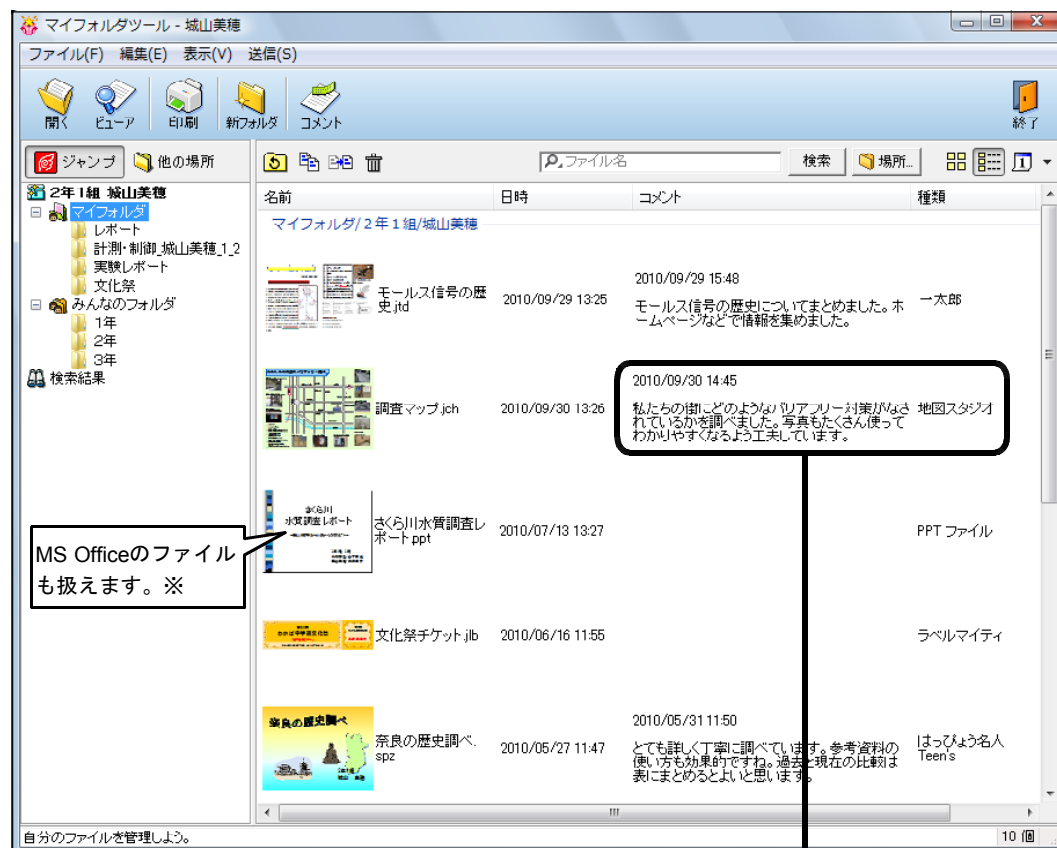 マイフォルダツール - 城山美穂
ファイル(F) 編集(E) 表示(V) 送信(S)
開く ビューア 印刷 新フォルダ コメント 終了
ジャンプ 他の場所 ファイル名 検索 場所...
2年1組 城山美穂
マイフォルダ
レポート
計測・制御_城山美穂_1_2
実験レポート
文化祭
みんなのフォルダ
1年
2年
3年
検索結果
名前 日時 コメント 種類
マイフォルダ/2年1組/城山美穂
モールス信号の歴
史.jtd
2010/09/29 13:25
2010/09/29 15:48
モールス信号の歴史についてまとめました。ホ
ームページなどで情報を集めました。
一太郎
調査マップ.jch
2010/09/30 13:26
2010/09/30 14:45
私たちの街にどのようなバリアフリー対策がなさ
れているかを調べました。写真もたくさん使って
わかりやすくなるよう工夫しています。
地図スタジオ
さくら川
水質調査レポート
さくら川水質調査レ
ポート.ppt
2010/07/13 13:27
PPT ファイル
MS Officeのファイル
も扱えます。※
文化祭チケット.jlb
2010/06/16 11:55
ラベルマイティ
奈良の歴史調べ
奈良の歴史調べ.
spz
2010/05/27 11:47
2010/05/31 11:50
とても詳しく丁寧に調べています。参考資料の
使い方も効果的ですね。過去と現在の比較は
表にまとめるとよいと思います。
はっぴょう名人
Teen's
自分のファイルを管理しよう。
10 個